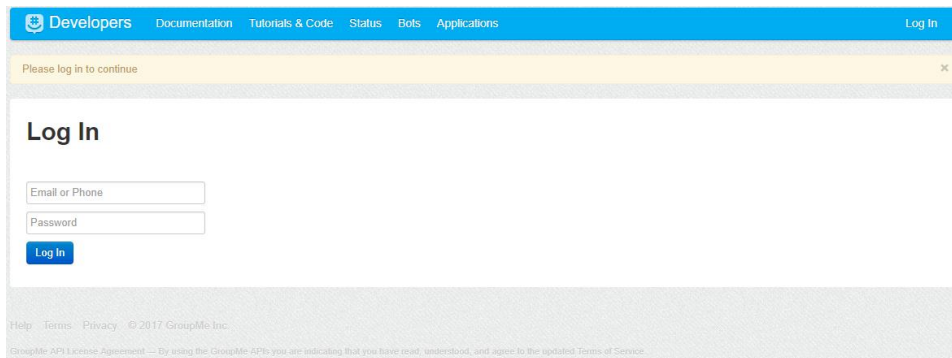 Developers Documentation Tutorials & Code Status Bots Applications Log In
Please log in to continue ×
Log In
Email or Phone
Password
Log In
Help Terms Privacy © 2017 GroupMe Inc
GroupMe API License Agreement — By using the GroupMe APIs you are indicating that you have read, understood, and agree to the updated Terms of Service.